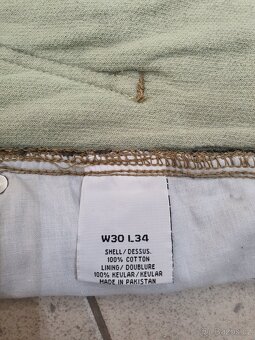 W30 L34
SHELL/DESSUS.
100% COTTON
LINING/DOUBLURE
100% KEVLAR/KEVLAR
MADE IN PAKISTAN